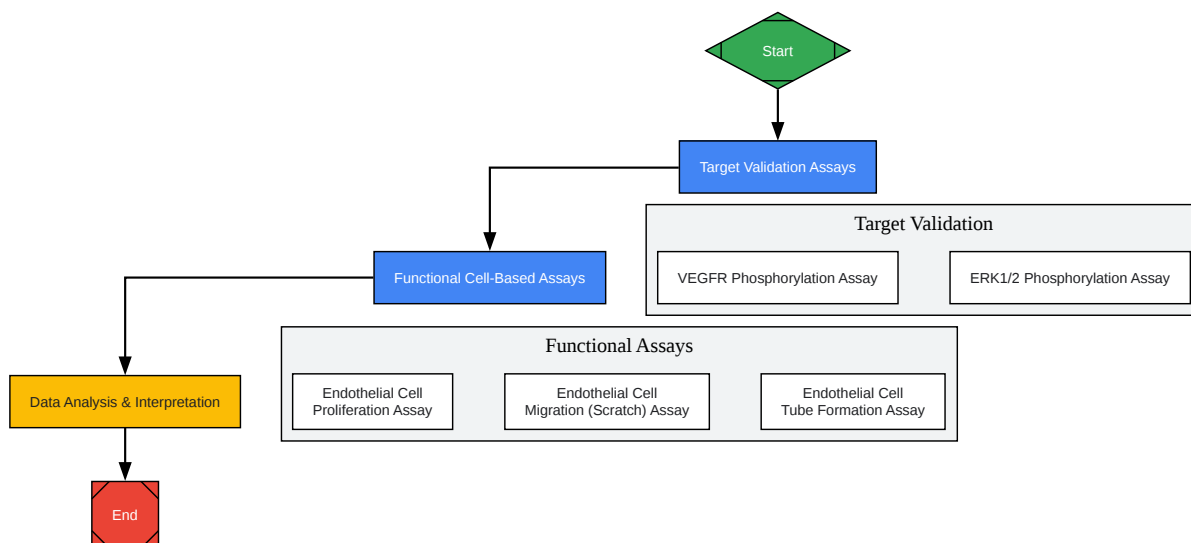 Start
Target Validation Assays
Target Validation
VEGFR Phosphorylation Assay
ERK1/2 Phosphorylation Assay
Functional Cell-Based Assays
Functional Assays
Endothelial Cell
Proliferation Assay
Endothelial Cell
Migration (Scratch) Assay
Endothelial Cell
Tube Formation Assay
Data Analysis & Interpretation
End